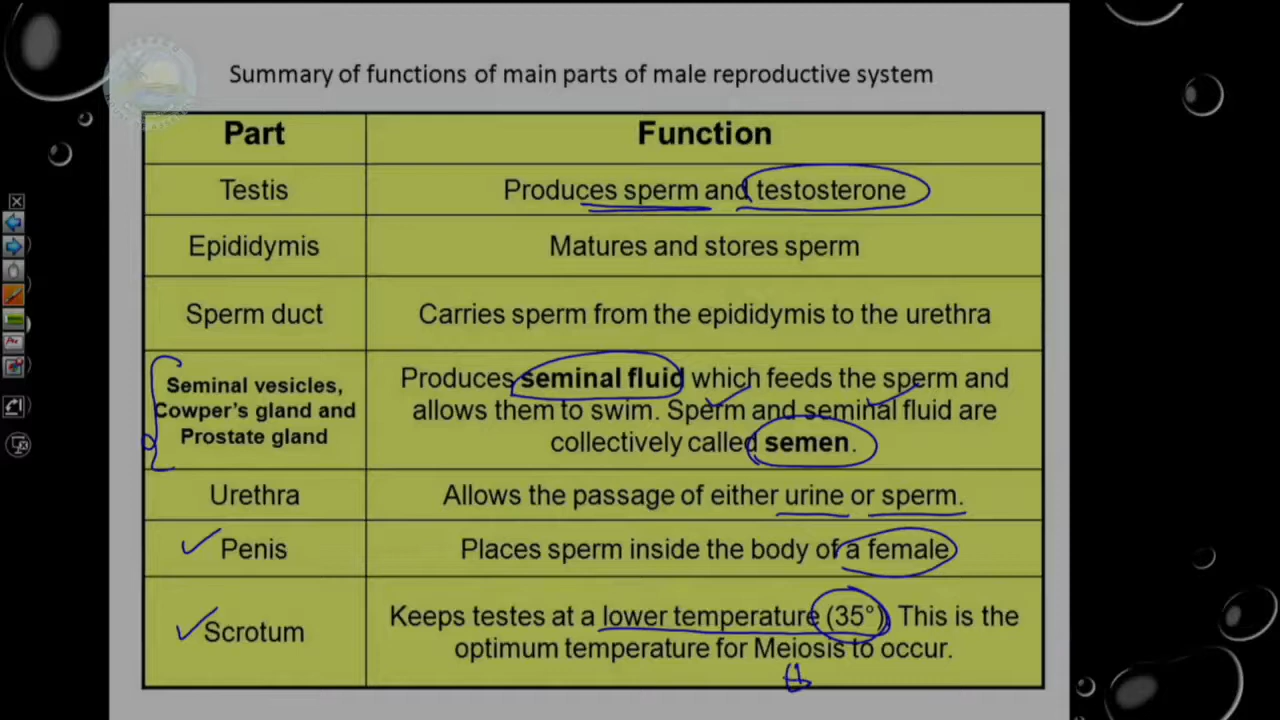 Summary of functions of main parts of male reproductive system
Part Function
Testis Produces sperm and testosterone
Epididymis Matures and stores sperm
Sperm duct Carries sperm from the epididymis to the urethra
Seminal vesicles,
Cowper's gland and
Prostate gland
Produces seminal fluid which feeds the sperm and
allows them to swim. Sperm and seminal fluid are
collectively called semen.
Urethra Allows the passage of either urine or sperm.
Penis Places sperm inside the body of a female
Scrotum
Keeps testes at a lower temperature (35°). This is the
optimum temperature for Meiosis to occur.